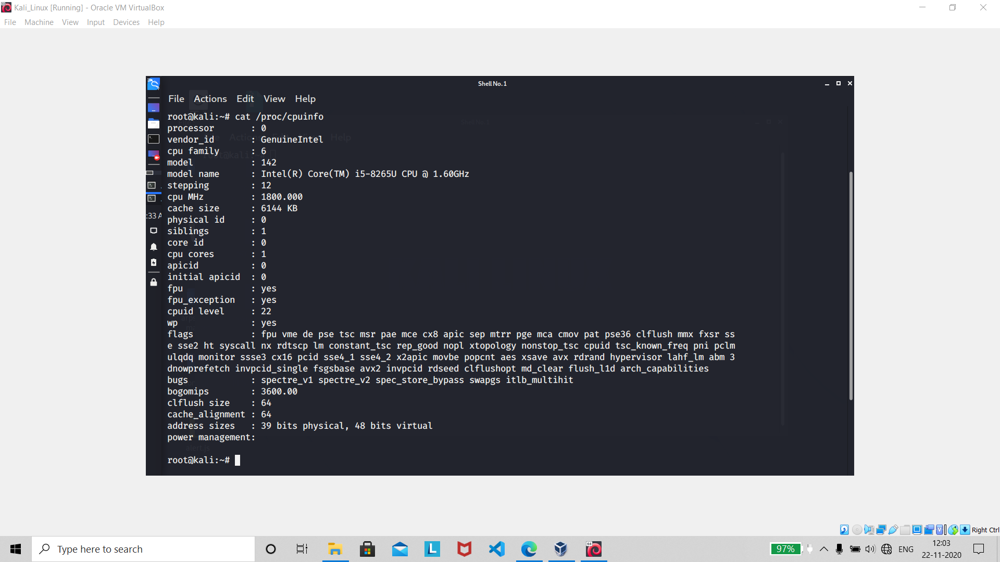 Kali_Linux [Running] - Oracle VM VirtualBox
File Machine View Input Devices Help
Shell No. 1
File Actions Edit View Help
root@kali:~# cat /proc/cpuinfo
processor : 0
vendor_id : GenuineIntel
cpu family : 6
model : 142
model name : Intel(R) Core(TM) i5-8265U CPU @ 1.60GHz
stepping : 12
cpu MHz : 1800.000
cache size : 6144 KB
physical id : 0
siblings : 1
core id : 0
cpu cores : 1
apicid : 0
initial apicid : 0
fpu : yes
fpu_exception : yes
cpuid level : 22
wp : yes
flags : fpu vme de pse tsc msr pae mce cx8 apic sep mtrr pge mca cmov pat pse36 clflush mmx fxsr ss
e sse2 ht syscall nx rdtscp lm constant_tsc rep_good nopl xtopology nonstop_tsc cpuid tsc_known_freq pni pclm
ulqdq monitor ssse3 cx16 pcid sse4_1 sse4_2 x2apic movbe popcnt aes xsave avx rdrand hypervisor lahf_lm abm 3
dnowprefetch invpcid_single fsgsbase avx2 invpcid rdseed clflushopt md_clear flush_l1d arch_capabilities
bugs : spectre_v1 spectre_v2 spec_store_bypass swapgs itlb_multihit
bogomips : 3600.00
clflush size : 64
cache_alignment : 64
address sizes : 39 bits physical, 48 bits virtual
power management:
alert.js
root@kali:~#
:33 A
Right Ctrl
Type here to search
97%
ENG
12:03
22-11-2020